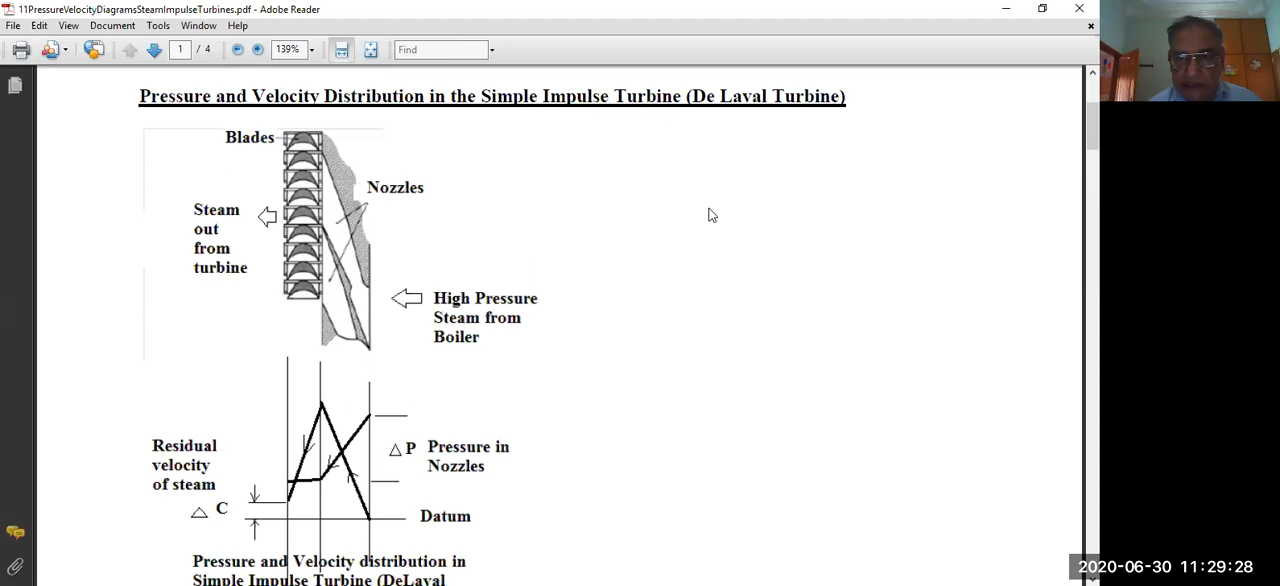 11PressureVelocityDiagramsSteamImpulseTurbines.pdf - Adobe Reader
File Edit View Document Tools Window Help
1 / 4 139% Find
Pressure and Velocity Distribution in the Simple Impulse Turbine (De Laval Turbine)
Blades
Nozzles
Steam
out
from
turbine
High Pressure
Steam from
Boiler
Residual
velocity
of steam
△ C
△ P Pressure in
Nozzles
Datum
Pressure and Velocity distribution in
Simple Impulse Turbine (DeLaval
2020-06-30 11:29:28